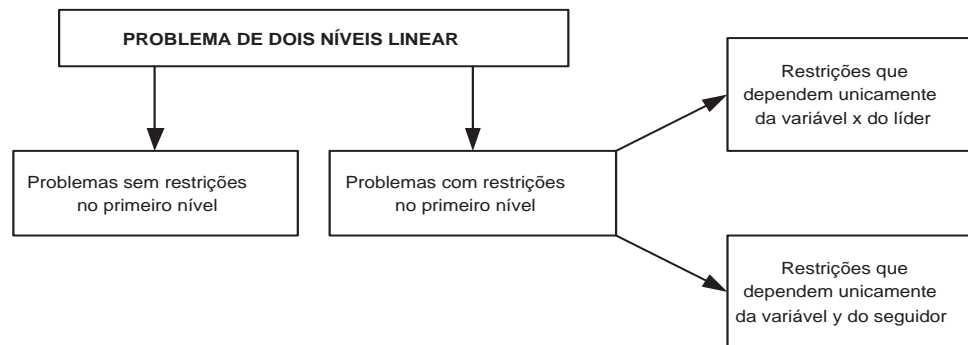 PROBLEMA DE DOIS NÍVEIS LINEAR
Problemas sem restrições
no primeiro nível
Problemas com restrições
no primeiro nível
Restrições que
dependem unicamente
da variável x do líder
Restrições que
dependem unicamente
da variável y do seguidor